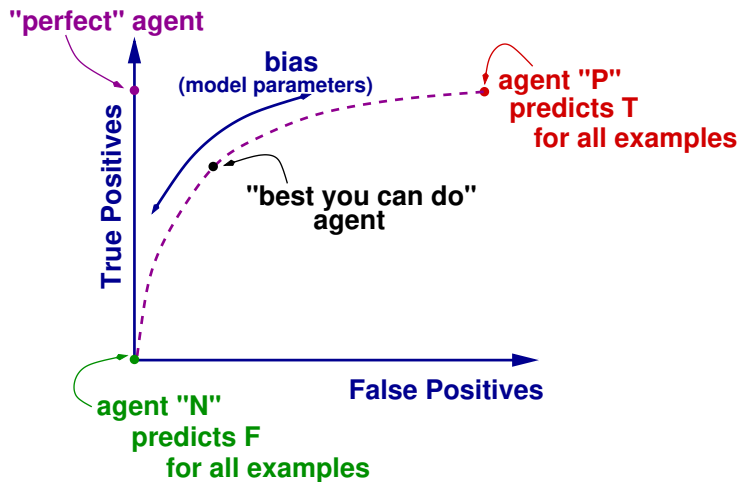 "perfect" agent
bias
(model parameters)
agent "P"
predicts T
for all examples
True Positives
"best you can do"
agent
False Positives
agent "N"
predicts F
for all examples